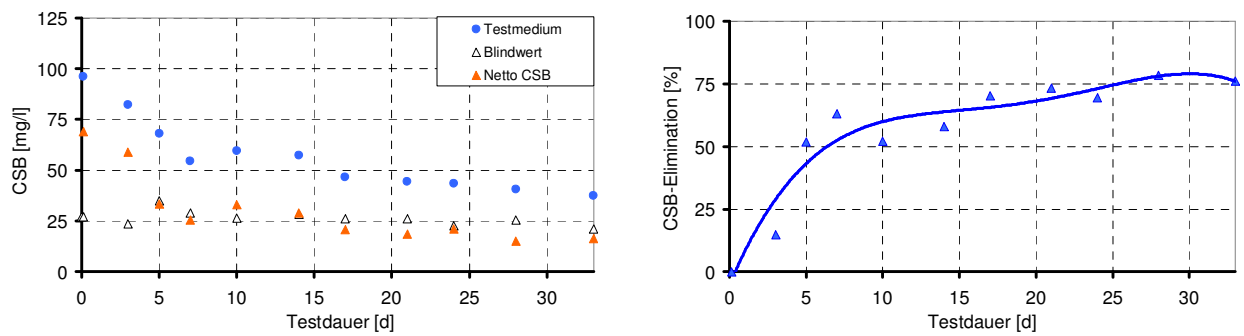 125
100
75
50
25
0
CSB [mg/l]
Testmedium
Blindwert
Netto CSB
0 5 10 15 20 25 30
Testdauer [d]
100
75
50
25
0
CSB-Elimination [%]
0 5 10 15 20 25 30
Testdauer [d]